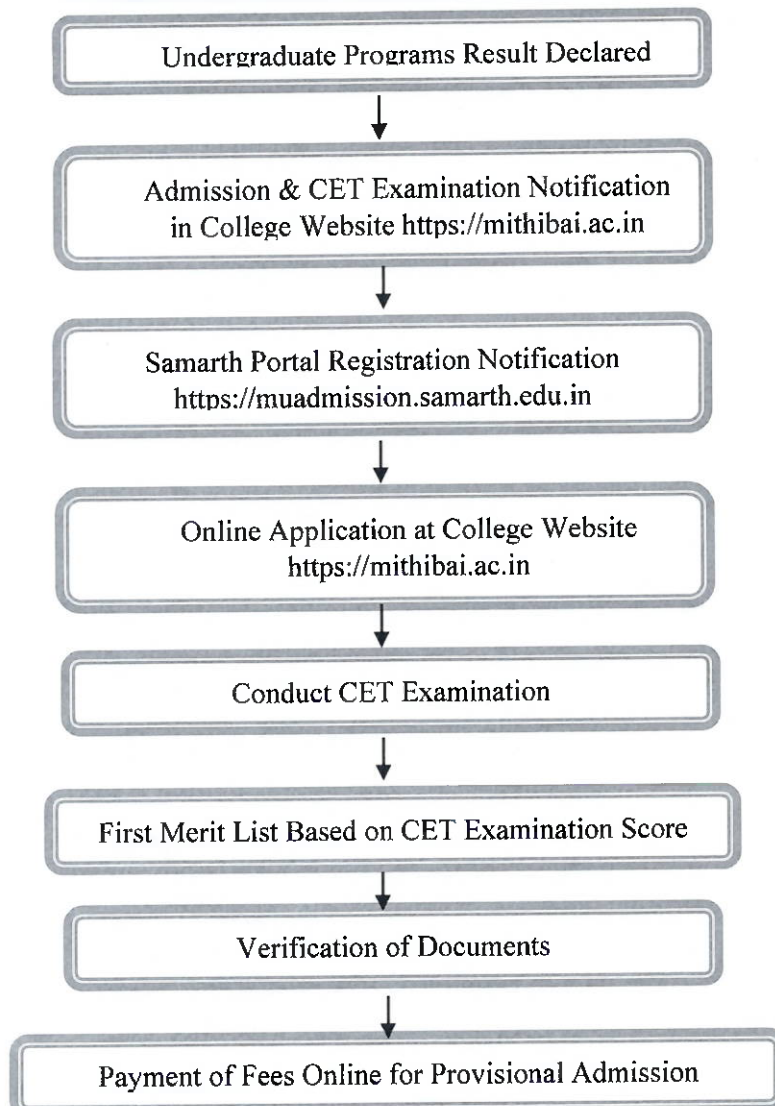 Undergraduate Programs Result Declared
Admission & CET Examination Notification
in College Website https://mithibai.ac.in
Samarth Portal Registration Notification
https://muadmission.samarth.edu.in
Online Application at College Website
https://mithibai.ac.in
Conduct CET Examination
First Merit List Based on CET Examination Score
Verification of Documents
Payment of Fees Online for Provisional Admission